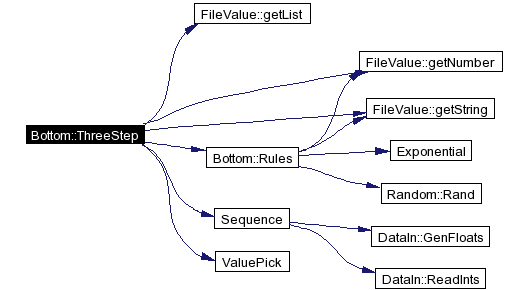 FileValue::getList
FileValue::getNumber
FileValue::getString
Bottom::ThreeStep
Bottom::Rules
Exponential
Random::Rand
Sequence
DataIn::GenFloats
ValuePick
DataIn::ReadInts